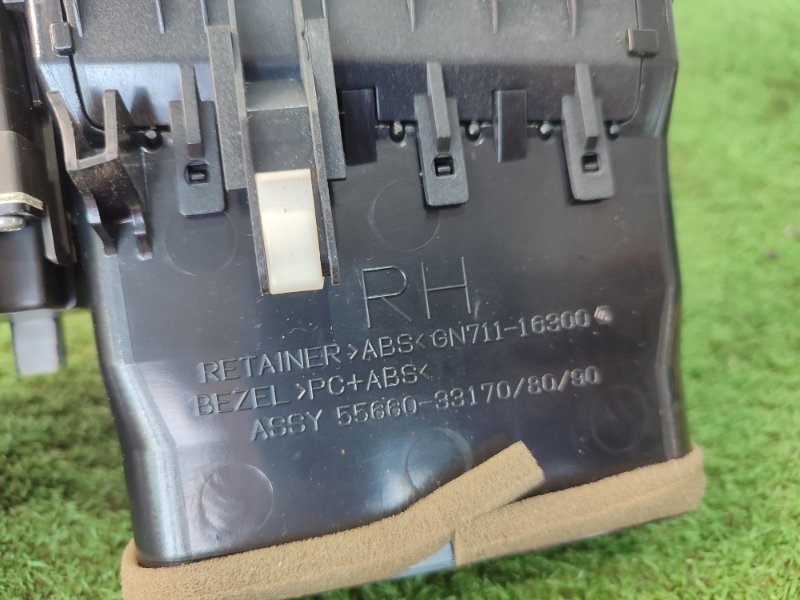 RH
RETAINER >ABS< GN711-16300
BEZEL >PC+ABS<
ASSY 55660-33170/80/90